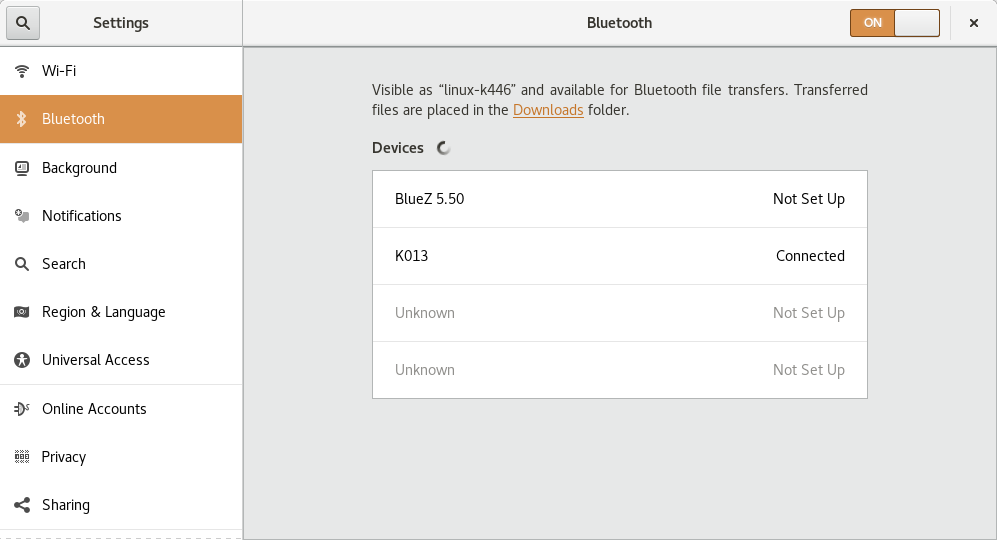 Settings
Bluetooth
ON
Wi-Fi
Bluetooth
Background
Notifications
Search
Region & Language
Universal Access
Online Accounts
Privacy
Sharing
Visible as “linux-k446” and available for Bluetooth file transfers. Transferred
files are placed in the Downloads folder.
Devices
BlueZ 5.50 Not Set Up
K013 Connected
Unknown Not Set Up
Unknown Not Set Up